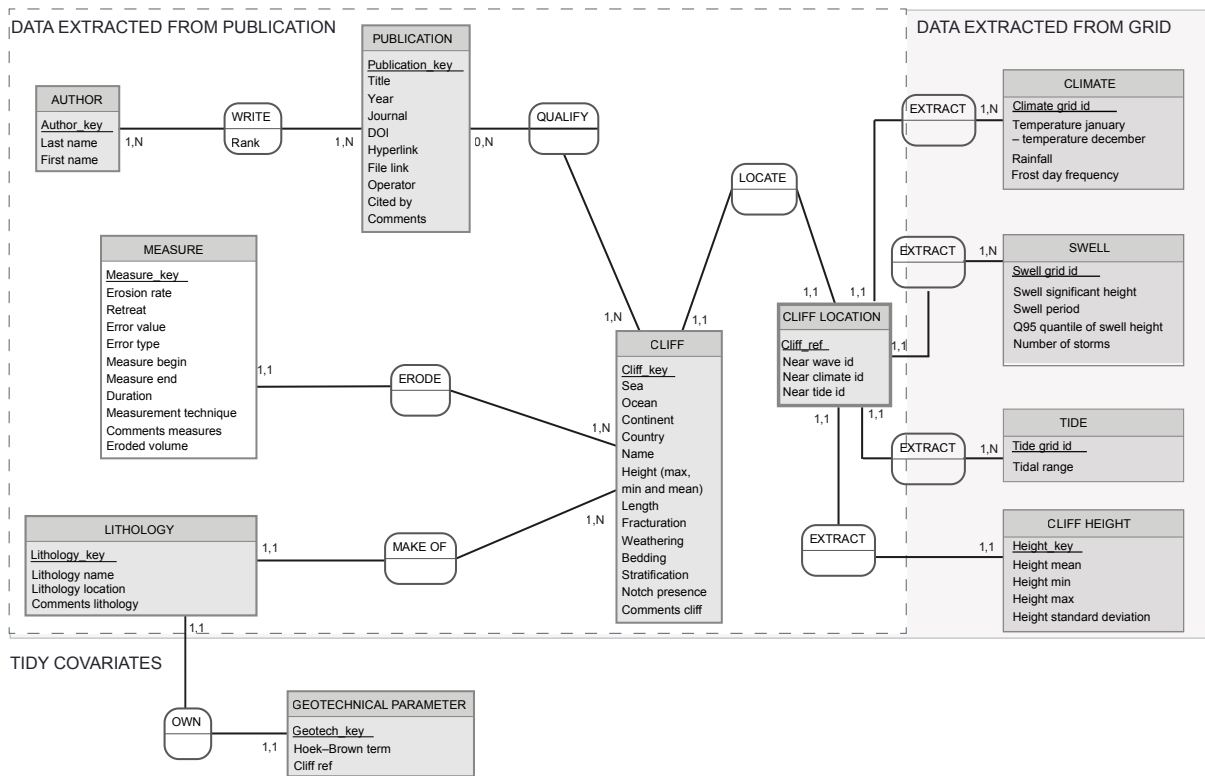 DATA EXTRACTED FROM PUBLICATION
DATA EXTRACTED FROM GRID
PUBLICATION
Publication_key
Title
Year
Journal
DOI
Hyperlink
File link
Operator
Cited by
Comments
AUTHOR
Author_key
Last name
First name
1,N
WRITE
Rank
1,N
0,N
QUALIFY
EXTRACT
1,N
CLIMATE
Climate grid id
Temperature january
– temperature december
Rainfall
Frost day frequency
LOCATE
MEASURE
Measure_key
Erosion rate
Retreat
Error value
Error type
Measure begin
Measure end
Duration
Measurement technique
Comments measures
Eroded volume
1,1
ERODE
1,N
EXTRACT
1,N
SWELL
Swell grid id
Swell significant height
Swell period
Q95 quantile of swell height
Number of storms
1,N
1,1
1,1
1,1
1,1
CLIFF LOCATION
Cliff_ref
Near wave id
Near climate id
Near tide id
1,1
1,1
CLIFF
Cliff_key
Sea
Ocean
Continent
Country
Name
Height (max,
min and mean)
Length
Fracturation
Weathering
Bedding
Stratification
Notch presence
Comments cliff
EXTRACT
1,N
TIDE
Tide grid id
Tidal range
LITHOLOGY
Lithology_key
Lithology name
Lithology location
Comments lithology
1,1
MAKE OF
1,N
EXTRACT
1,1
CLIFF HEIGHT
Height_key
Height mean
Height min
Height max
Height standard deviation
1,1
TIDY COVARIATES
OWN
1,1
GEOTECHNICAL PARAMETER
Geotech_key
Hoek–Brown term
Cliff ref